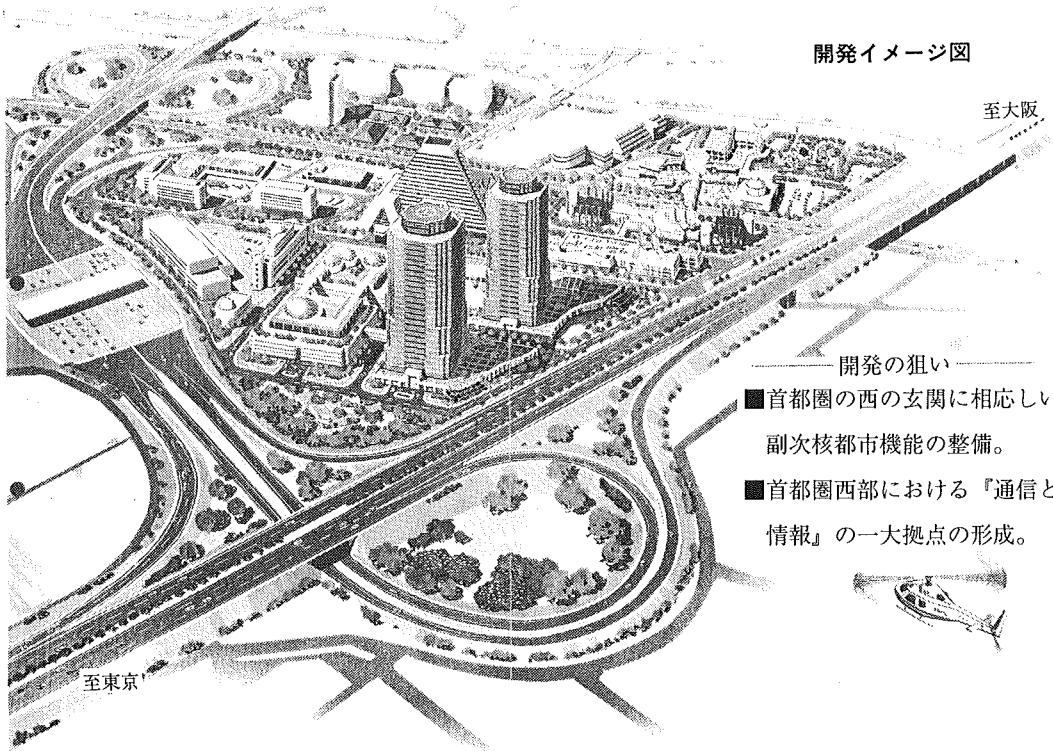 開発イメージ図
至大阪
開発の狙い
■首都圏の西の玄関に相応しい
副次核都市機能の整備。
■首都圏西部における『通信と
情報』の一大拠点の形成。
至東京